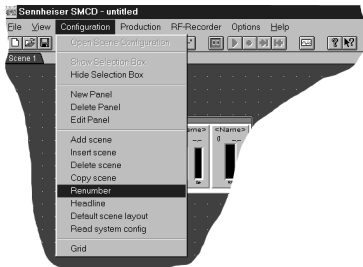 Sennheiser SMCD - untitled
File View Configuration Production RF-Recorder Options Help
Open Scene Configuration
Scene 1
Show Selection Box
Hide Selection Box
New Panel
Delete Panel
Edit Panel
Add scene
Insert scene
Delete scene
Copy scene
Renumber
Headline
Default scene layout
Read system config
Grid
ame> <Name>
0